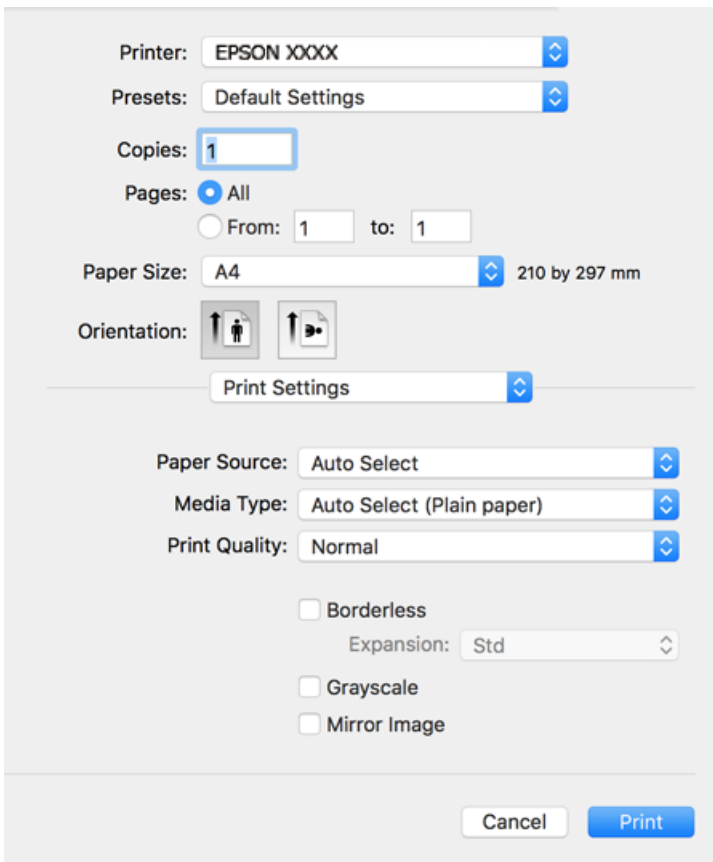 Printer: EPSON XXXX
Presets: Default Settings
Copies: 1
Pages: All
From: 1 to: 1
Paper Size: A4 210 by 297 mm
Orientation:
Print Settings
Paper Source: Auto Select
Media Type: Auto Select (Plain paper)
Print Quality: Normal
Borderless
Expansion: Std
Grayscale
Mirror Image
Cancel Print